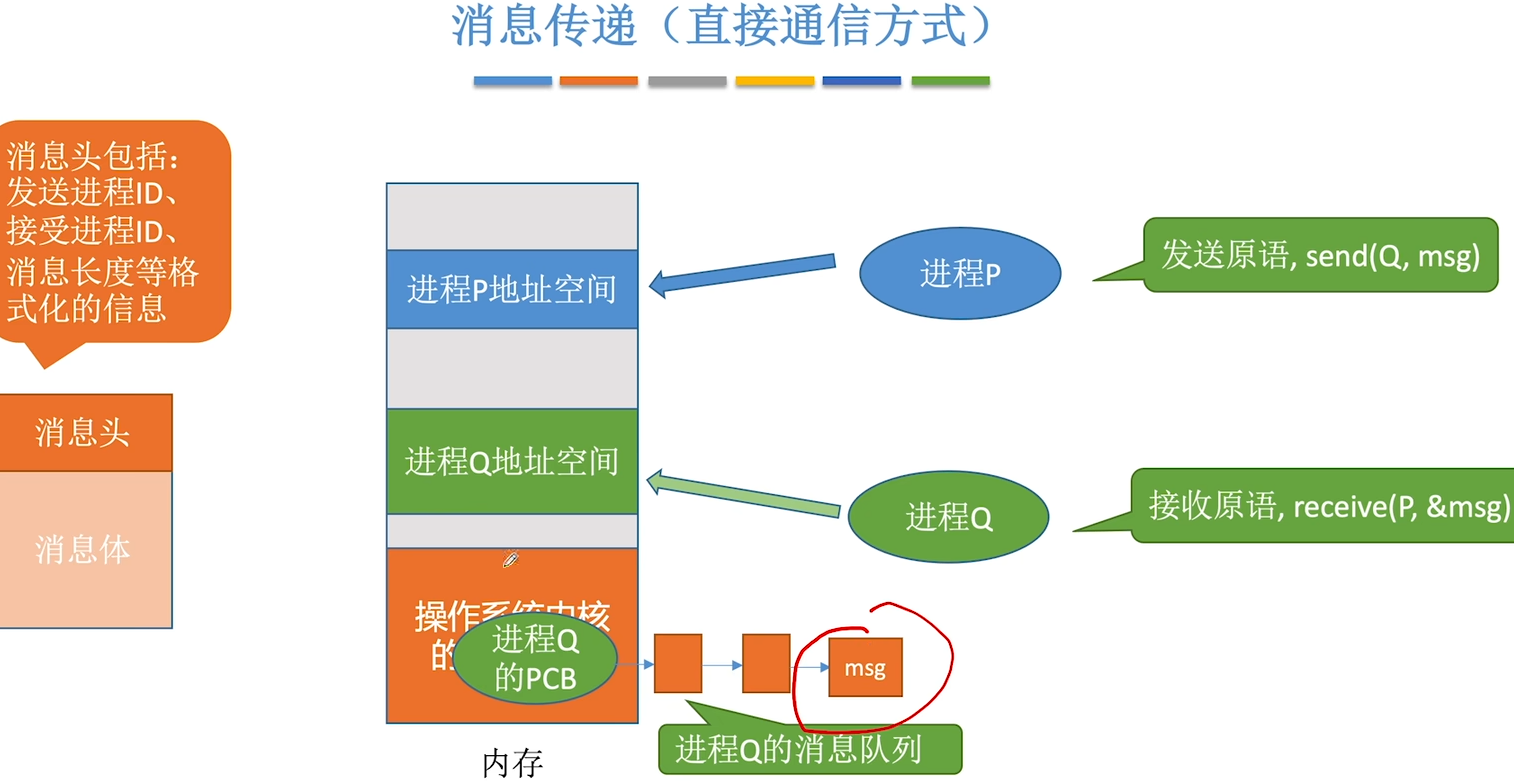 消息传递（直接通信方式）
消息头包括：
发送进程ID、
接受进程ID、
消息长度等格
式化的信息
消息头
消息体
进程P地址空间
进程Q地址空间
操作系统内核
的
进程Q
的PCB
内存
进程P
发送原语, send(Q, msg)
进程Q
接收原语, receive(P, &msg)
msg
进程Q的消息队列